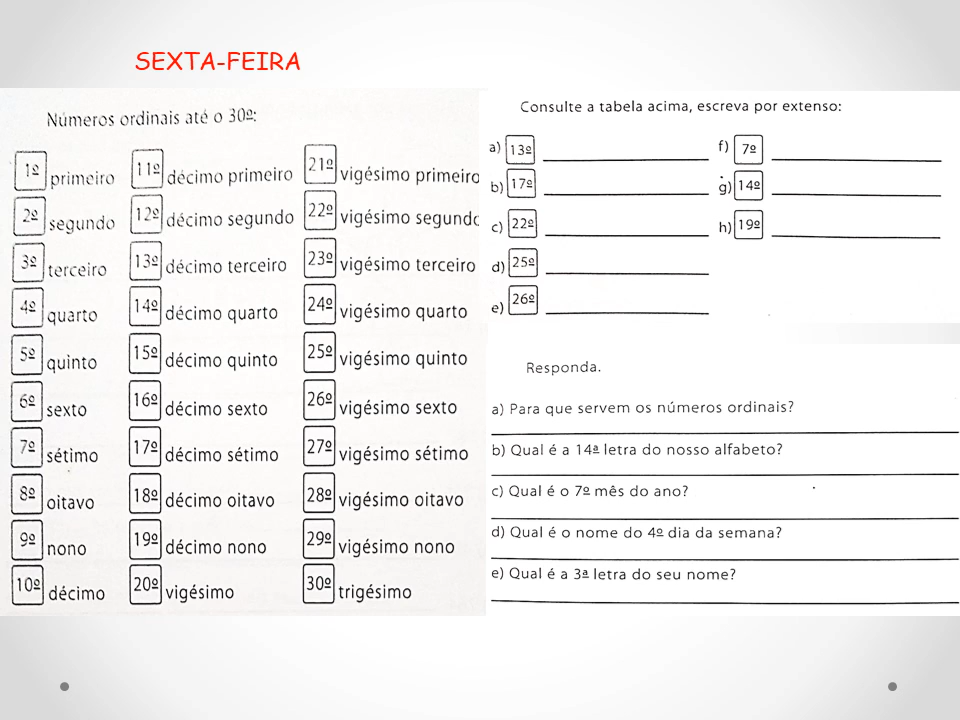 SEXTA-FEIRA
Números ordinais até o 30º:
1º primeiro 11º décimo primeiro 21º vigésimo primeiro
2º segundo 12º décimo segundo 22º vigésimo segundo
3º terceiro 13º décimo terceiro 23º vigésimo terceiro
4º quarto 14º décimo quarto 24º vigésimo quarto
5º quinto 15º décimo quinto 25º vigésimo quinto
6º sexto 16º décimo sexto 26º vigésimo sexto
7º sétimo 17º décimo sétimo 27º vigésimo sétimo
8º oitavo 18º décimo oitavo 28º vigésimo oitavo
9º nono 19º décimo nono 29º vigésimo nono
10º décimo 20º vigésimo 30º trigésimo
Consulte a tabela acima, escreva por extenso:
a) 13º f) 7º
b) 17º g) 14º
c) 22º h) 19º
d) 25º
e) 26º
Responda.
a) Para que servem os números ordinais?
b) Qual é a 14ª letra do nosso alfabeto?
c) Qual é o 7º mês do ano?
d) Qual é o nome do 4º dia da semana?
e) Qual é a 3ª letra do seu nome?